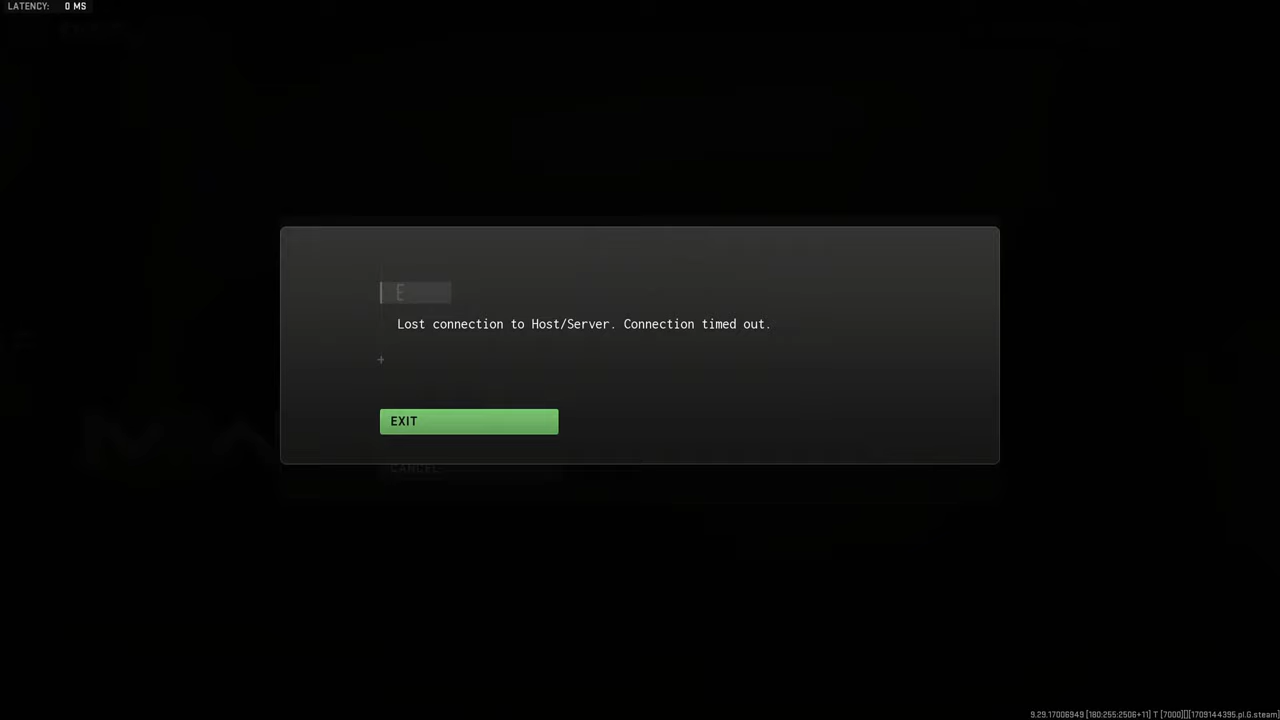 LATENCY: 0 MS
E
Lost connection to Host/Server. Connection timed out.
+
EXIT
CANCEL
9.29.17006949 [180:255:2506+11] T [7000][][1709144395.pl.G.steam]